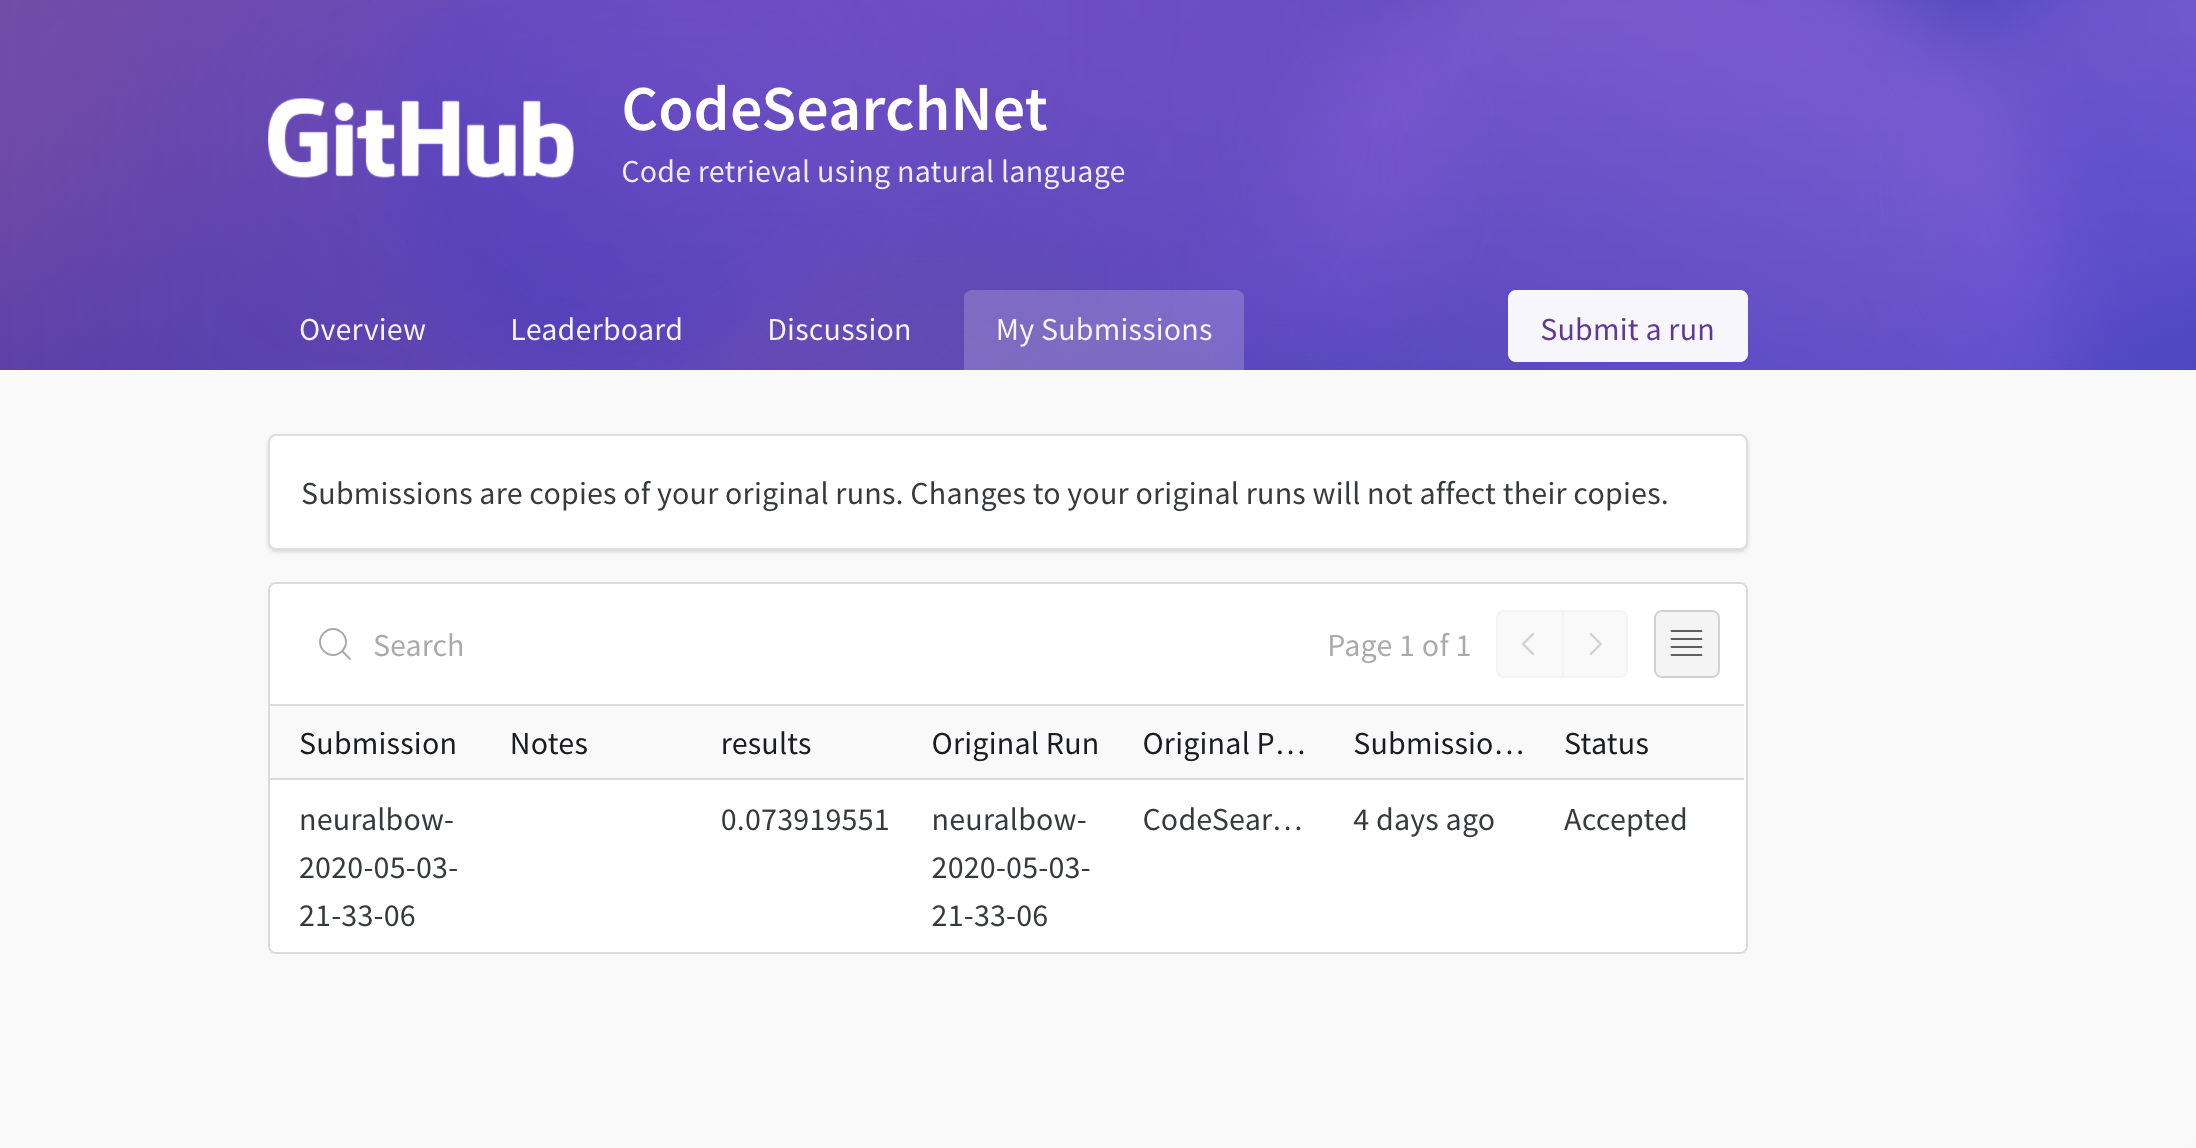 GitHub
CodeSearchNet
Code retrieval using natural language
Overview Leaderboard Discussion My Submissions Submit a run
Submissions are copies of your original runs. Changes to your original runs will not affect their copies.
Search Page 1 of 1
Submission Notes results Original Run Original P… Submissio… Status
neuralbow- 0.073919551 neuralbow- CodeSear… 4 days ago Accepted
2020-05-03- 2020-05-03-
21-33-06 21-33-06